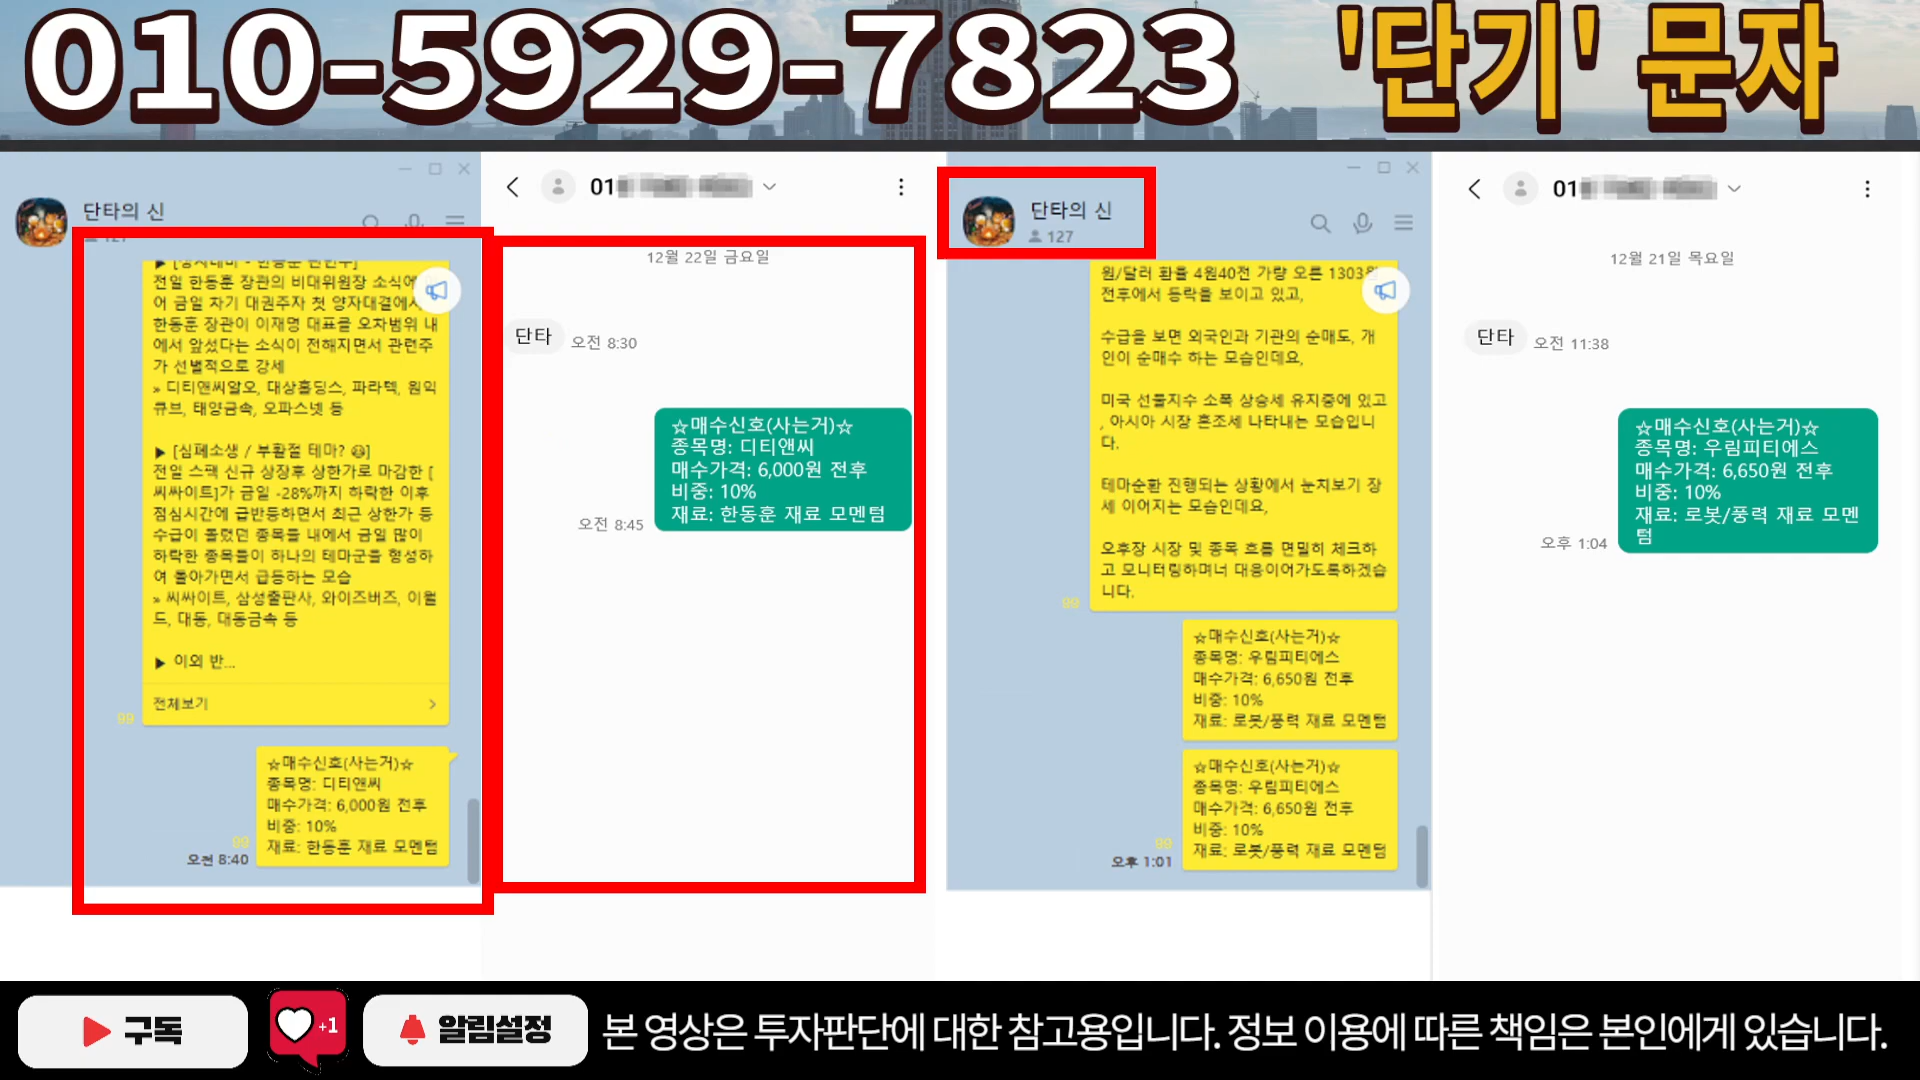 010-5929-7823 '단기' 문자
단타의 신
127
▶ [정치테마 - 한동훈 관련주]
전일 한동훈 장관의 비대위원장 소식에
어 금일 차기 대권주자 첫 양자대결에서
한동훈 장관이 이재명 대표를 오차범위 내
에서 앞섰다는 소식이 전해지면서 관련주
가 선별적으로 강세
» 디티앤씨알오, 대상홀딩스, 파라텍, 원익
큐브, 태양금속, 오파스넷 등
▶ [심폐소생 / 부활절 테마? ]
전일 스팩 신규 상장후 상한가로 마감한 [
씨싸이트]가 금일 -28%까지 하락한 이후
점심시간에 급반등하면서 최근 상한가 등
수급이 몰렸던 종목들 내에서 금일 많이
하락한 종목들이 하나의 테마군을 형성하
여 돌아가면서 급등하는 모습
» 씨싸이트, 삼성출판사, 와이즈버즈, 이월
드, 대동, 대동금속 등
▶ 이외 반...
전체보기
99
☆매수신호(사는거)☆
종목명: 디티앤씨
매수가격: 6,000원 전후
비중: 10%
재료: 한동훈 재료 모멘텀
99
오전 8:40
01
12월 22일 금요일
단타
오전 8:30
☆매수신호(사는거)☆
종목명: 디티앤씨
매수가격: 6,000원 전후
비중: 10%
재료: 한동훈 재료 모멘텀
오전 8:45
단타의 신
127
원/달러 환율 4원40전 가량 오른 1303원
전후에서 등락을 보이고 있고,
수급을 보면 외국인과 기관의 순매도, 개
인이 순매수 하는 모습인데요,
미국 선물지수 소폭 상승세 유지중에 있고
, 아시아 시장 혼조세 나타내는 모습입니
다.
테마순환 진행되는 상황에서 눈치보기 장
세 이어지는 모습인데요,
오후장 시장 및 종목 흐름 면밀히 체크하
고 모니터링하며너 대응이어가도록하겠습
니다.
99
☆매수신호(사는거)☆
종목명: 우림피티에스
매수가격: 6,650원 전후
비중: 10%
재료: 로봇/풍력 재료 모멘텀
☆매수신호(사는거)☆
종목명: 우림피티에스
매수가격: 6,650원 전후
비중: 10%
재료: 로봇/풍력 재료 모멘텀
99
오후 1:01
01
12월 21일 목요일
단타
오전 11:38
☆매수신호(사는거)☆
종목명: 우림피티에스
매수가격: 6,650원 전후
비중: 10%
재료: 로봇/풍력 재료 모멘
텀
오후 1:04
구독
+1
알림설정
본 영상은 투자판단에 대한 참고용입니다. 정보 이용에 따른 책임은 본인에게 있습니다.